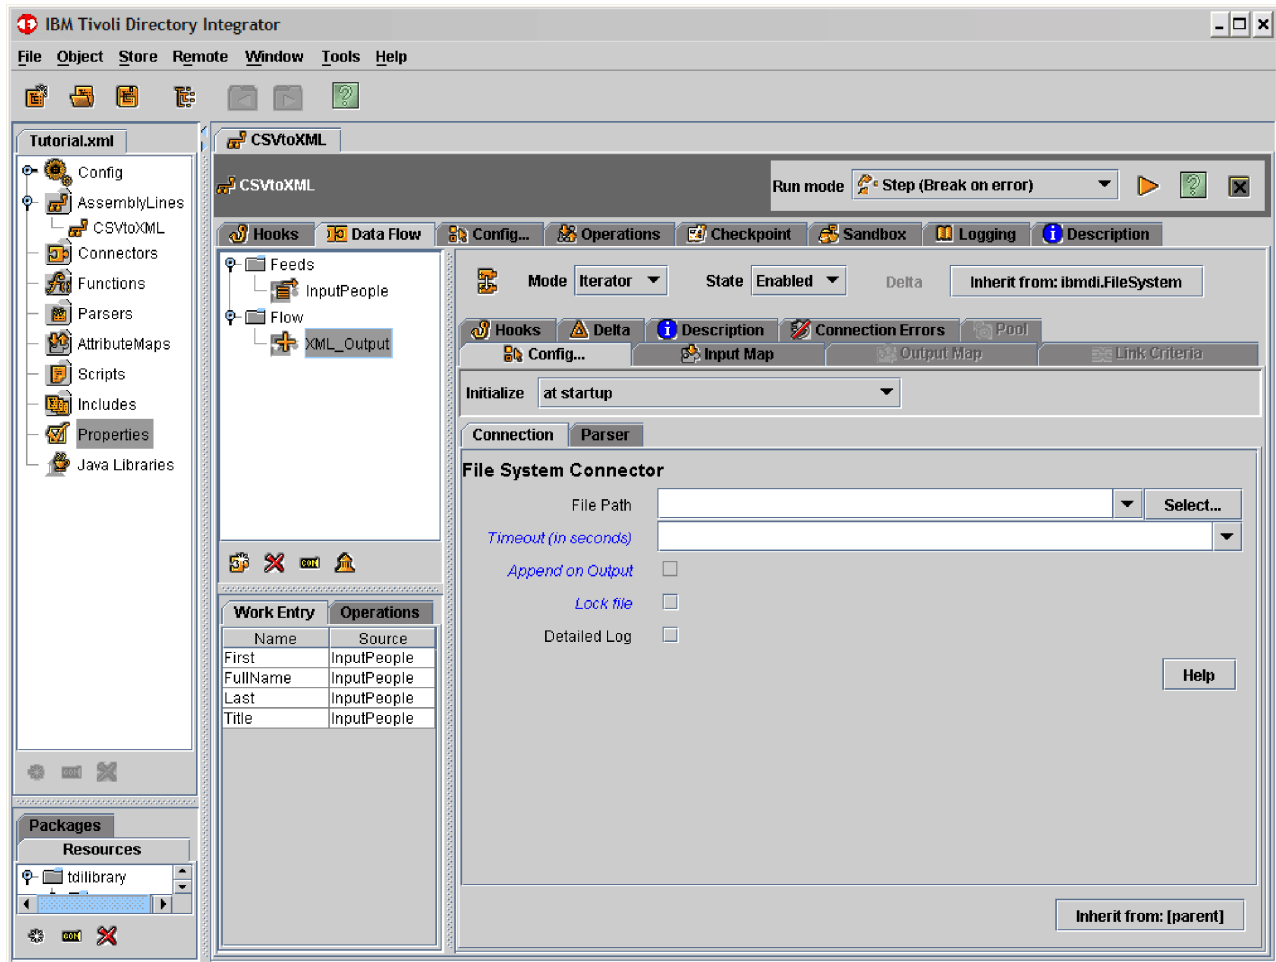 IBM Tivoli Directory Integrator
File Object Store Remote Window Tools Help
Tutorial.xml
Config
AssemblyLines
CSVtoXML
Connectors
Functions
Parsers
AttributeMaps
Scripts
Includes
Properties
Java Libraries
Packages
Resources
tdilibrary
CSVtoXML
CSVtoXML
Run mode Step (Break on error)
Hooks Data Flow Config... Operations Checkpoint Sandbox Logging Description
Feeds
InputPeople
Flow
XML_Output
Work Entry Operations
Name Source
First InputPeople
FullName InputPeople
Last InputPeople
Title InputPeople
Mode Iterator State Enabled Delta Inherit from: ibmdi.FileSystem
Hooks Delta Description Connection Errors Pool
Config... Input Map Output Map Link Criteria
Initialize at startup
Connection Parser
File System Connector
File Path Select...
Timeout (in seconds)
Append on Output
Lock file
Detailed Log
Help
Inherit from: [parent]